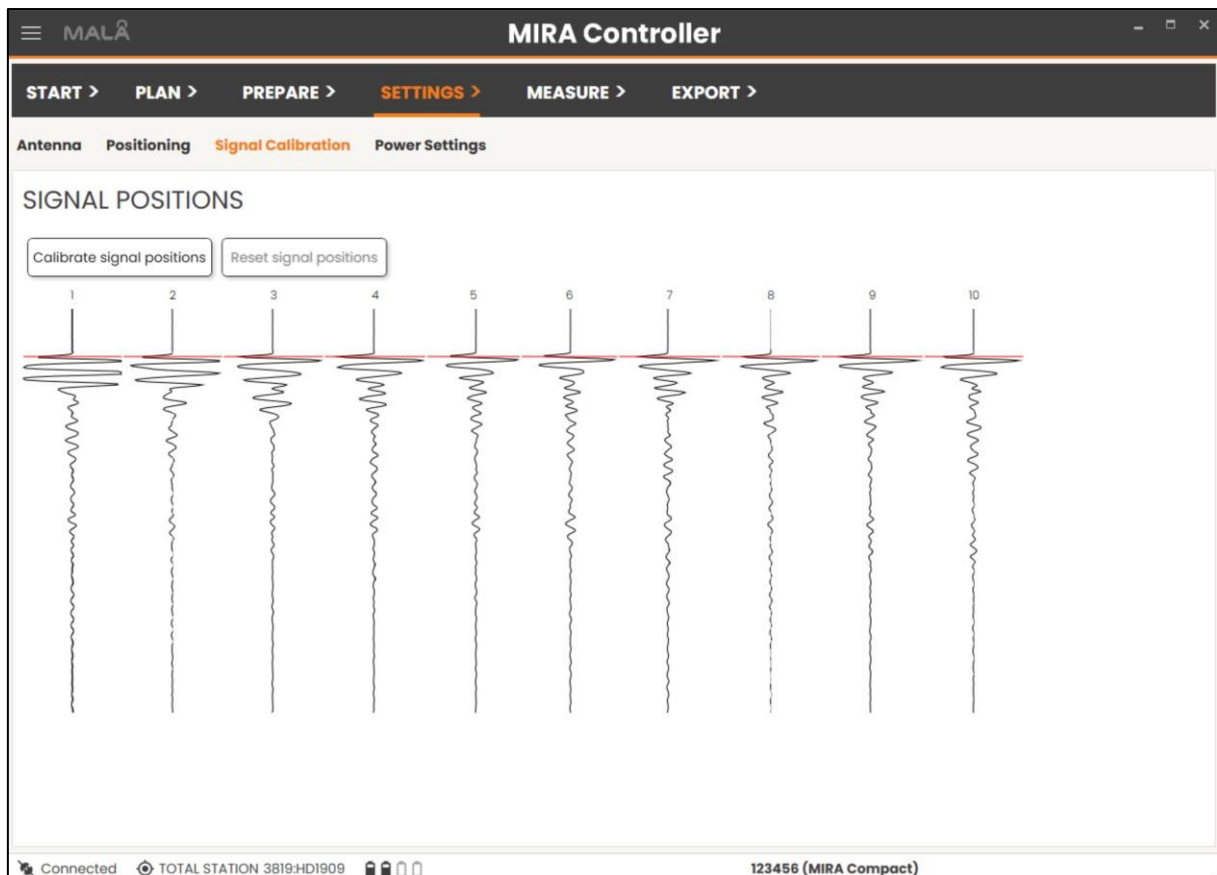 MALÅ MIRA Controller
START > PLAN > PREPARE > SETTINGS > MEASURE > EXPORT >
Antenna Positioning Signal Calibration Power Settings
SIGNAL POSITIONS
Calibrate signal positions Reset signal positions
1 2 3 4 5 6 7 8 9 10
Connected TOTAL STATION 3819:HD1909 123456 (MIRA Compact)